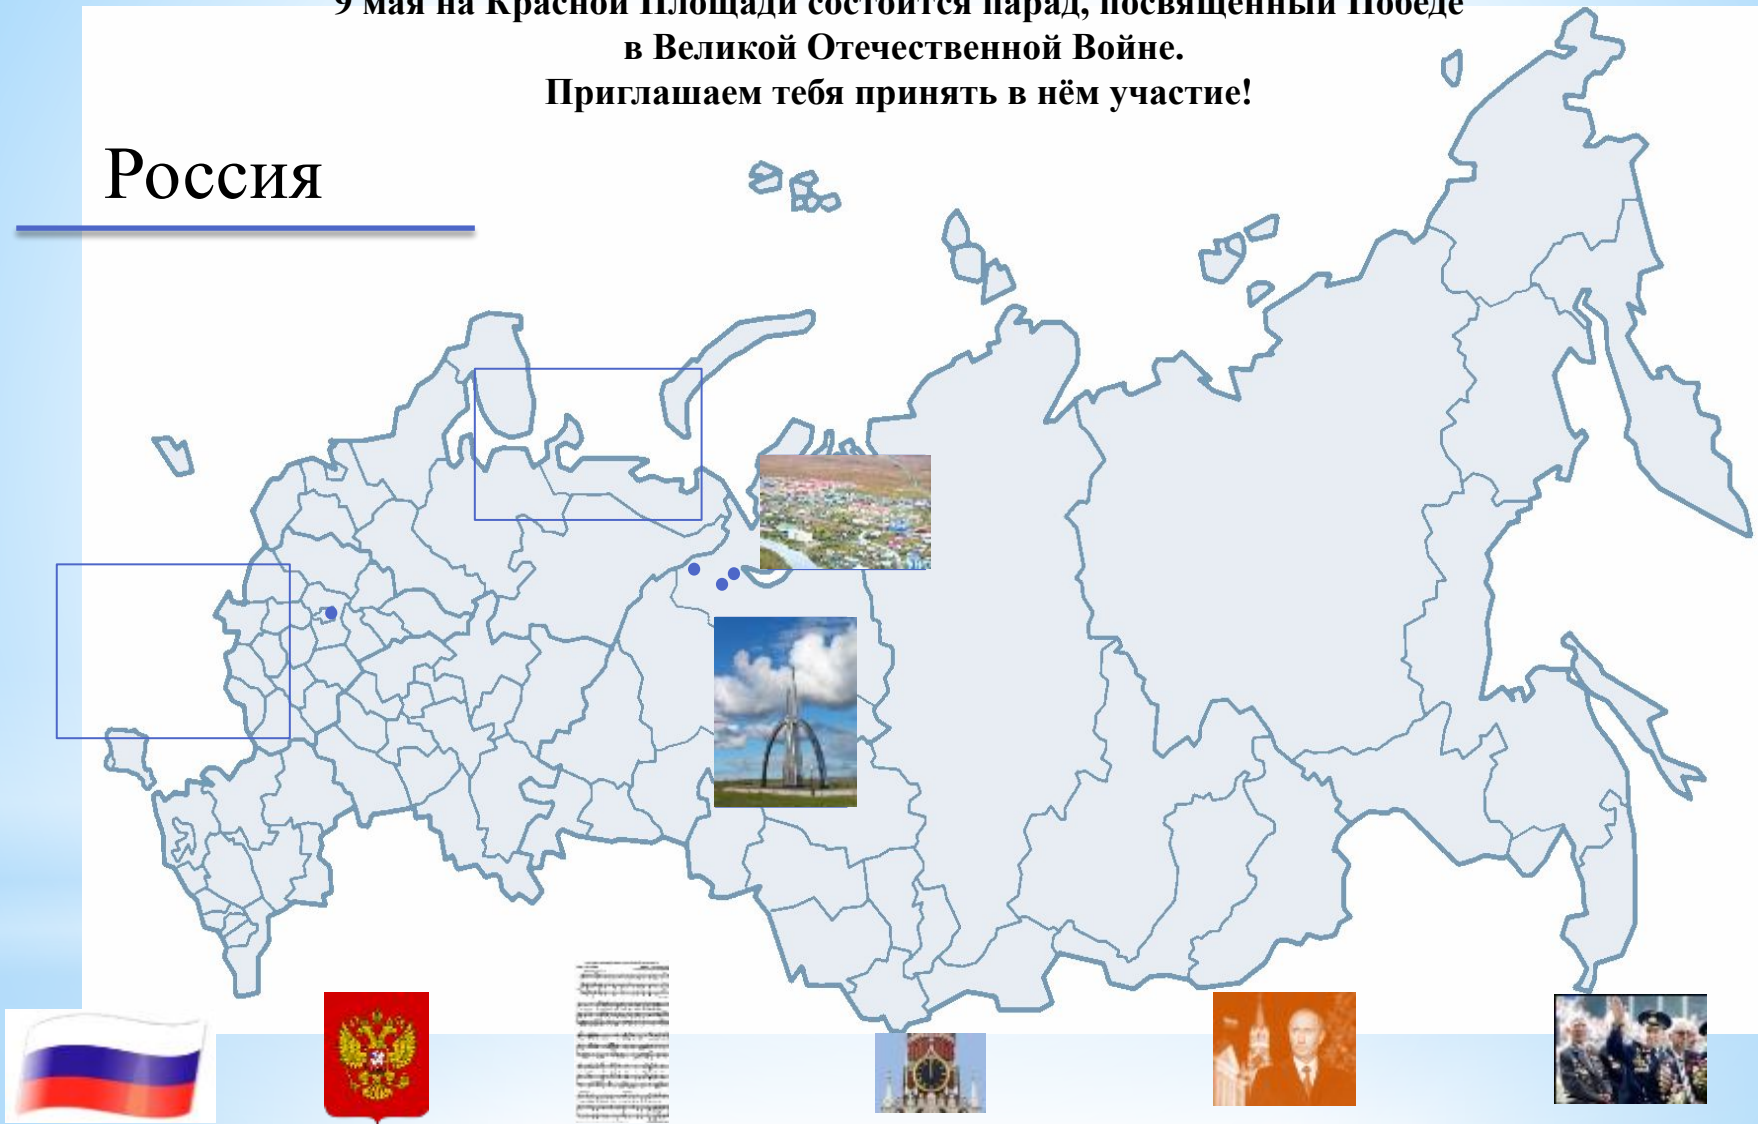 9 мая на Красной Площади состоится парад, посвященный Победе
в Великой Отечественной Войне.
Приглашаем тебя принять в нём участие!
Россия